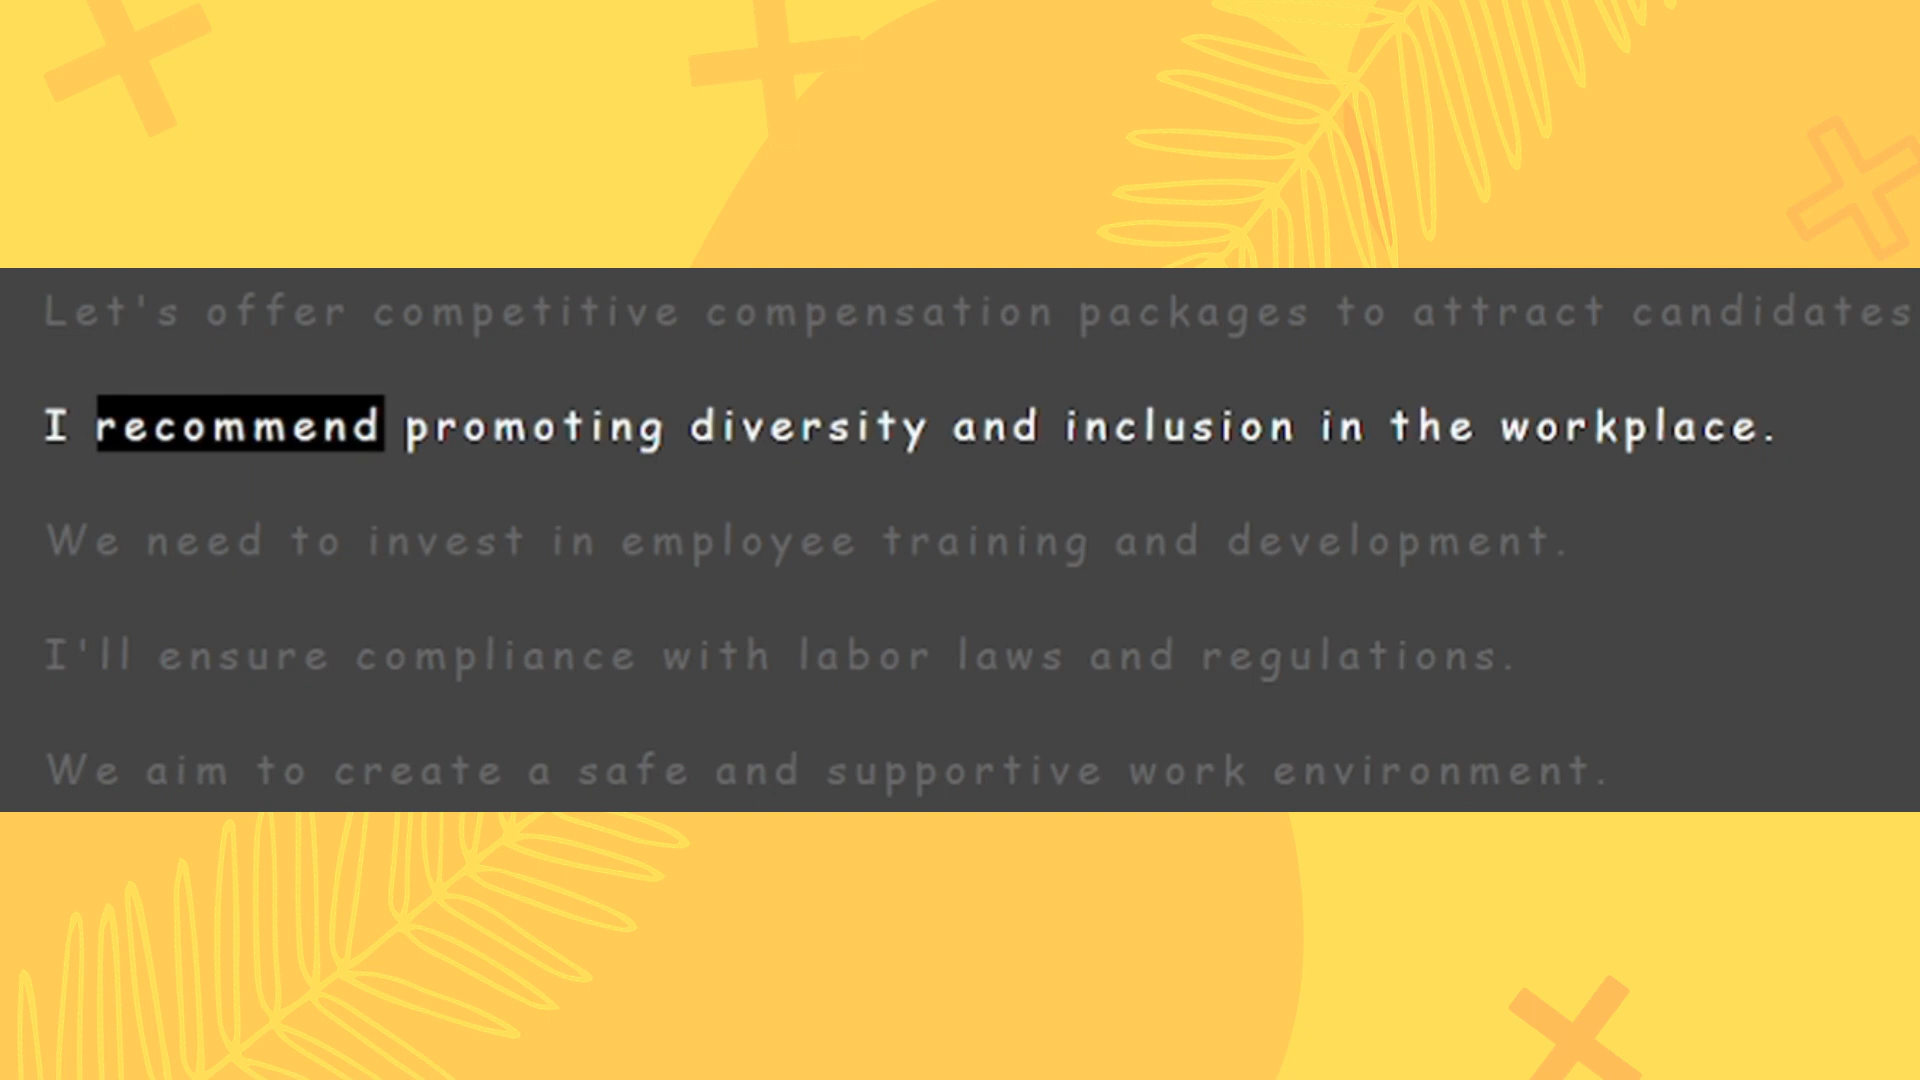 Let's offer competitive compensation packages to attract candidates
I recommend promoting diversity and inclusion in the workplace.
We need to invest in employee training and development.
I'll ensure compliance with labor laws and regulations.
We aim to create a safe and supportive work environment.